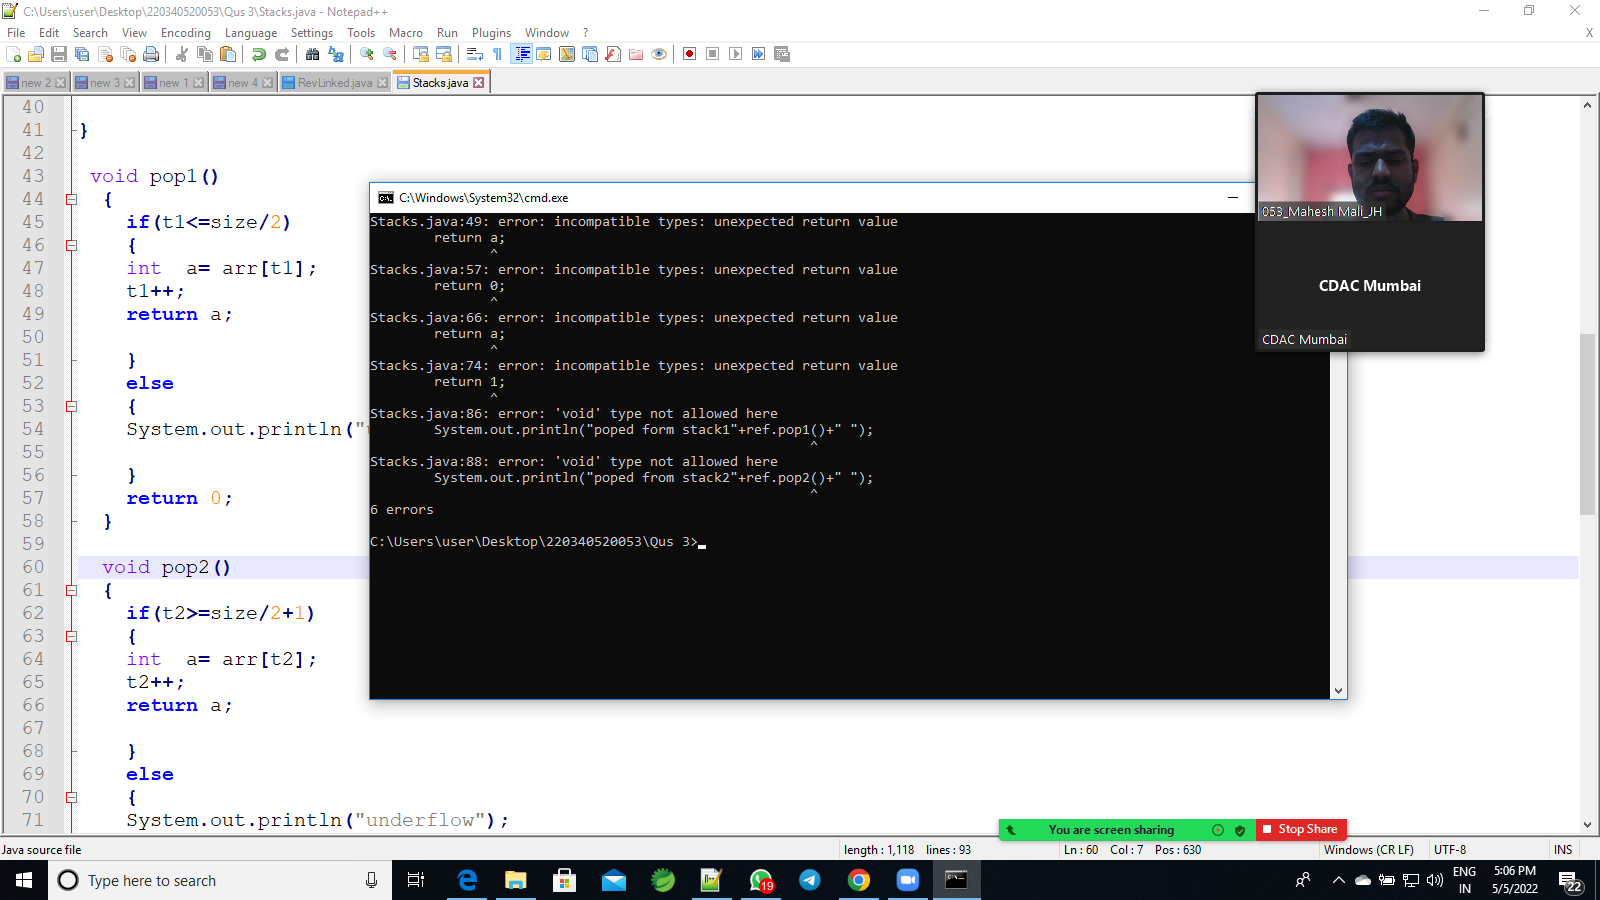 C:\Users\user\Desktop\220340520053\Qus 3\Stacks.java - Notepad++
File Edit Search View Encoding Language Settings Tools Macro Run Plugins Window ? X
new 2 new 3 new 1 new 4 RevLinked.java Stacks.java
40
41 }
42
43 void pop1()
44 {
45 if(t1<=size/2)
46 {
47 int  a= arr[t1];
48 t1++;
49 return a;
50
51 }
52 else
53 {
54 System.out.println("
55
56 }
57 return 0;
58 }
59
60 void pop2()
61 {
62 if(t2>=size/2+1)
63 {
64 int  a= arr[t2];
65 t2++;
66 return a;
67
68 }
69 else
70 {
71 System.out.println("underflow");
C:\Windows\System32\cmd.exe
Stacks.java:49: error: incompatible types: unexpected return value
return a;
^
Stacks.java:57: error: incompatible types: unexpected return value
return 0;
^
Stacks.java:66: error: incompatible types: unexpected return value
return a;
^
Stacks.java:74: error: incompatible types: unexpected return value
return 1;
^
Stacks.java:86: error: 'void' type not allowed here
System.out.println("poped form stack1"+ref.pop1()+" ");
^
Stacks.java:88: error: 'void' type not allowed here
System.out.println("poped from stack2"+ref.pop2()+" ");
^
6 errors
C:\Users\user\Desktop\220340520053\Qus 3>
053_Mahesh Mali_JH
CDAC Mumbai
CDAC Mumbai
You are screen sharing Stop Share
Java source file length : 1,118 lines : 93 Ln : 60 Col : 7 Pos : 630 Windows (CR LF) UTF-8 INS
Type here to search 19 ENG IN 5:06 PM 5/5/2022 22